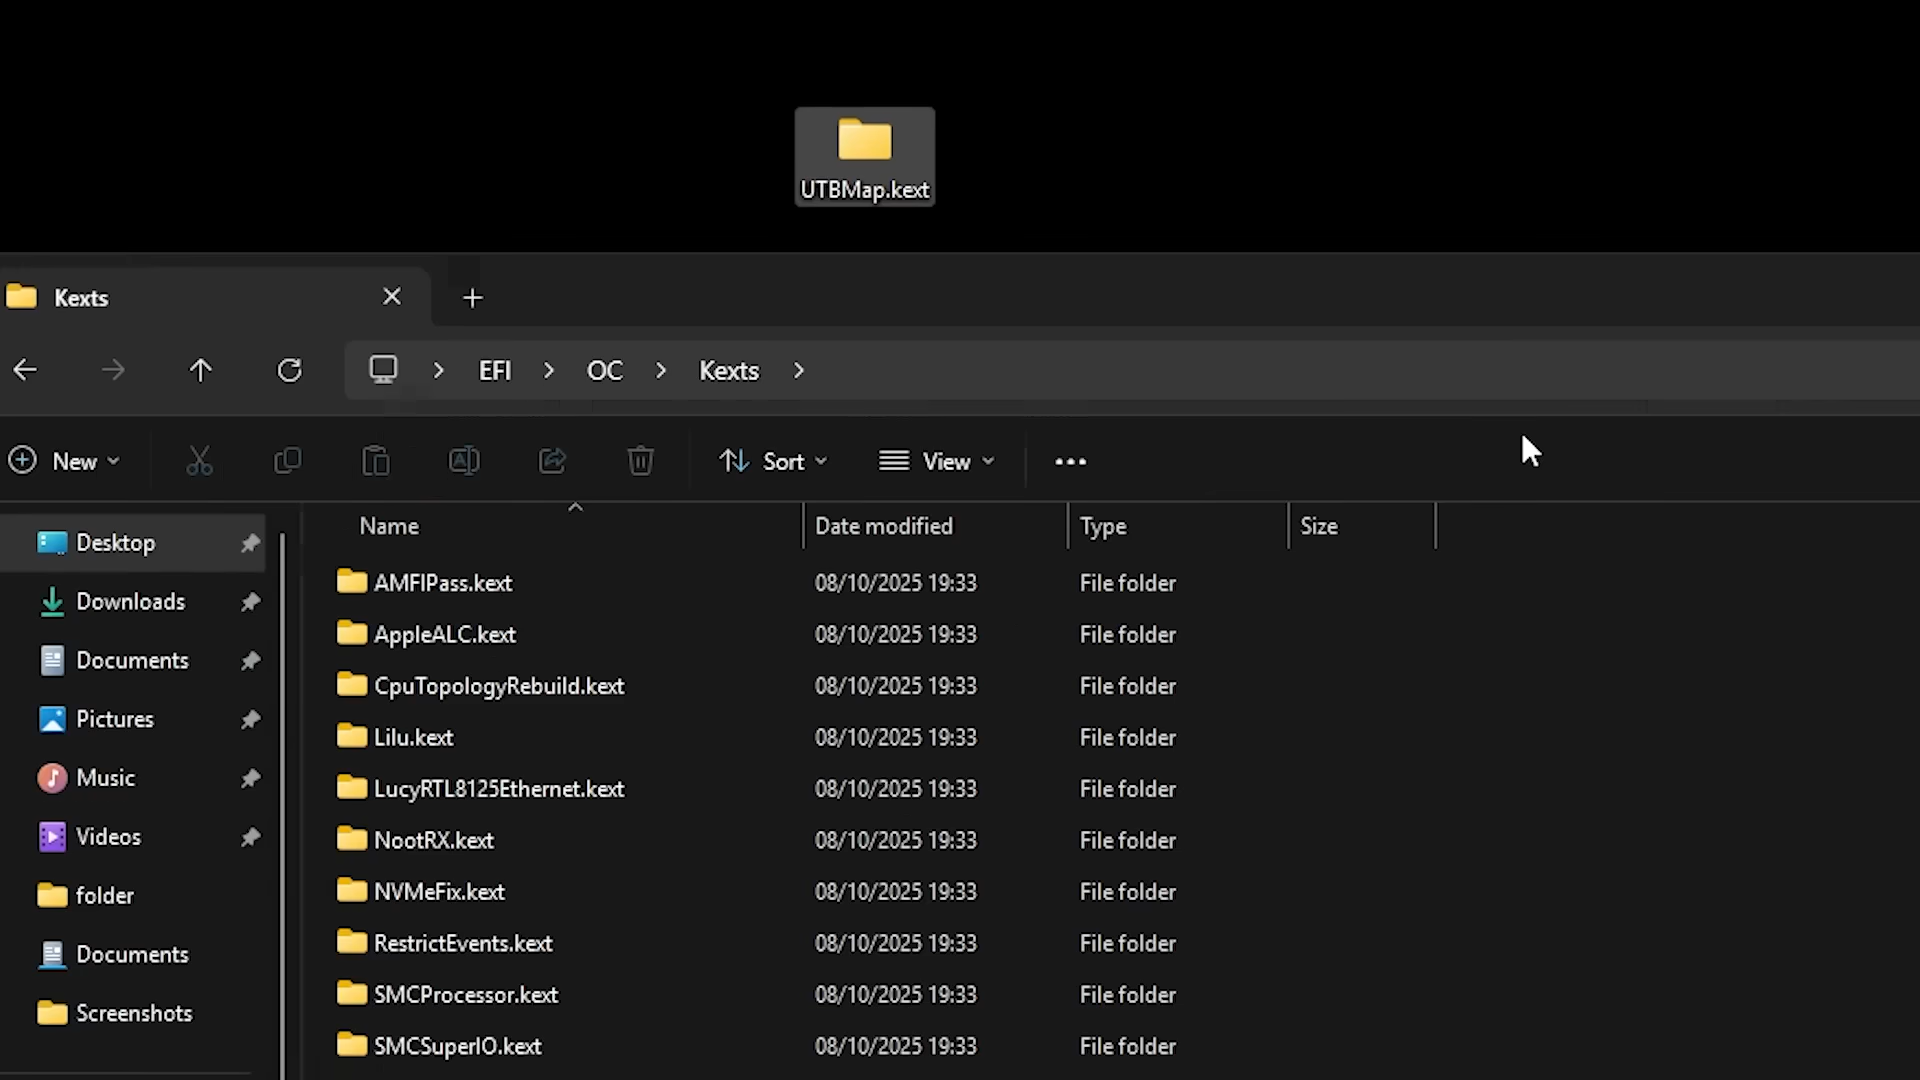 UTBMap.kext
Kexts
EFI
OC
Kexts
New
Sort
View
Name
Date modified
Type
Size
Desktop
Downloads
Documents
Pictures
Music
Videos
folder
Documents
Screenshots
AMFIPass.kext 08/10/2025 19:33 File folder
AppleALC.kext 08/10/2025 19:33 File folder
CpuTopologyRebuild.kext 08/10/2025 19:33 File folder
Lilu.kext 08/10/2025 19:33 File folder
LucyRTL8125Ethernet.kext 08/10/2025 19:33 File folder
NootRX.kext 08/10/2025 19:33 File folder
NVMeFix.kext 08/10/2025 19:33 File folder
RestrictEvents.kext 08/10/2025 19:33 File folder
SMCProcessor.kext 08/10/2025 19:33 File folder
SMCSuperIO.kext 08/10/2025 19:33 File folder